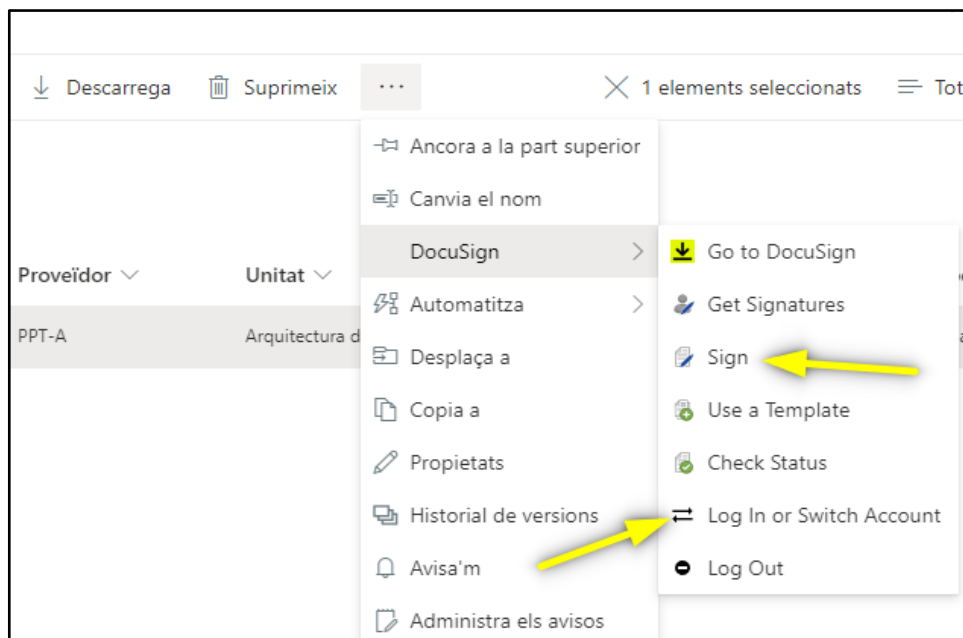 Descarrega Suprimeix ··· 1 elements seleccionats Tot
Ancora a la part superior
Canvia el nom
DocuSign Go to DocuSign
Proveïdor Unitat
Automatitza Get Signatures
PPT-A Arquitectura d
Desplaça a Sign
Copia a Use a Template
Propietats Check Status
Historial de versions Log In or Switch Account
Avisa'm Log Out
Administra els avisos